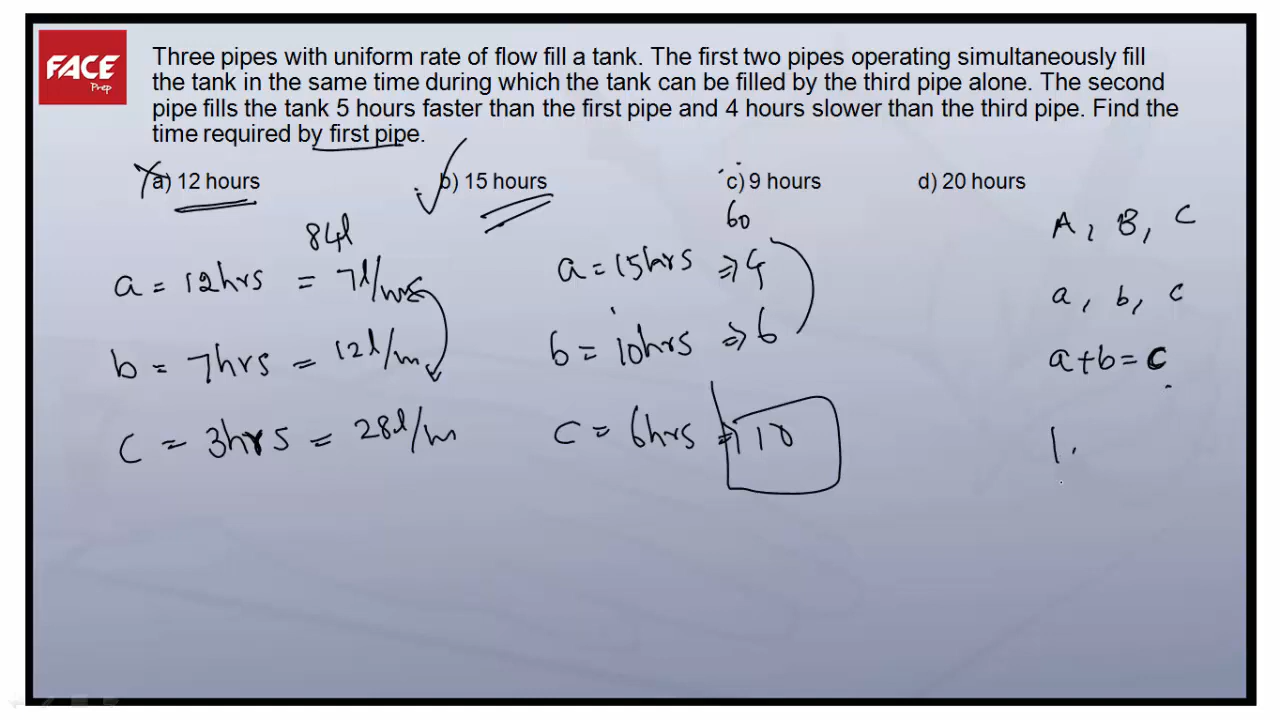 FACE
Prep
Three pipes with uniform rate of flow fill a tank. The first two pipes operating simultaneously fill
the tank in the same time during which the tank can be filled by the third pipe alone. The second
pipe fills the tank 5 hours faster than the first pipe and 4 hours slower than the third pipe. Find the
time required by first pipe.
a) 12 hours b) 15 hours c) 9 hours d) 20 hours
84l
a = 12hrs = 7l/m
b = 7hrs = 12l/m
C = 3hrs = 28l/m
60
a = 15hrs ⇒ 4
b = 10hrs ⇒ 6
C = 6hrs ⇒ 10
A, B, C
a, b, c
a+b = c
1